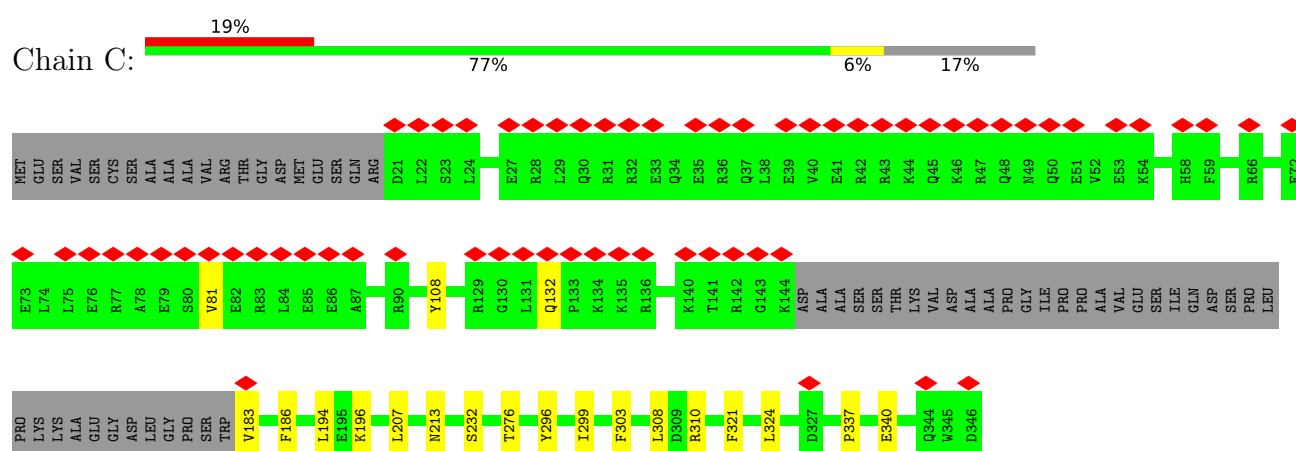 19%
Chain C:
77% 6% 17%
MET GLU SER VAL SER CYS SER ALA ALA ALA VAL ARG THR GLY ASP MET GLU SER GLN ARG D21 L22 S23 L24 E27 R28 L29 Q30 R31 R32 E33 Q34 E35 R36 Q37 L38 E39 V40 E41 R42 R43 K44 Q45 K46 R47 Q48 N49 Q50 E51 V52 E53 K54 H58 F59 R66 E72
E73 L74 L75 E76 R77 A78 E79 S80 V81 E82 R83 L84 E85 E86 A87 R90 Y108 R129 G130 L131 Q132 P133 K134 K135 R136 K140 T141 R142 G143 K144 ASP ALA ALA SER SER THR LYS VAL ASP ALA ALA PRO GLY ILE PRO PRO ALA VAL GLU SER ILE GLN ASP SER PRO LEU
PRO LYS LYS ALA GLU GLY ASP LEU GLY PRO SER TRP V183 F186 L194 E195 K196 L207 N213 S232 T276 Y296 I299 F303 L308 D309 R310 F321 L324 D327 P337 E340 Q344 W345 D346